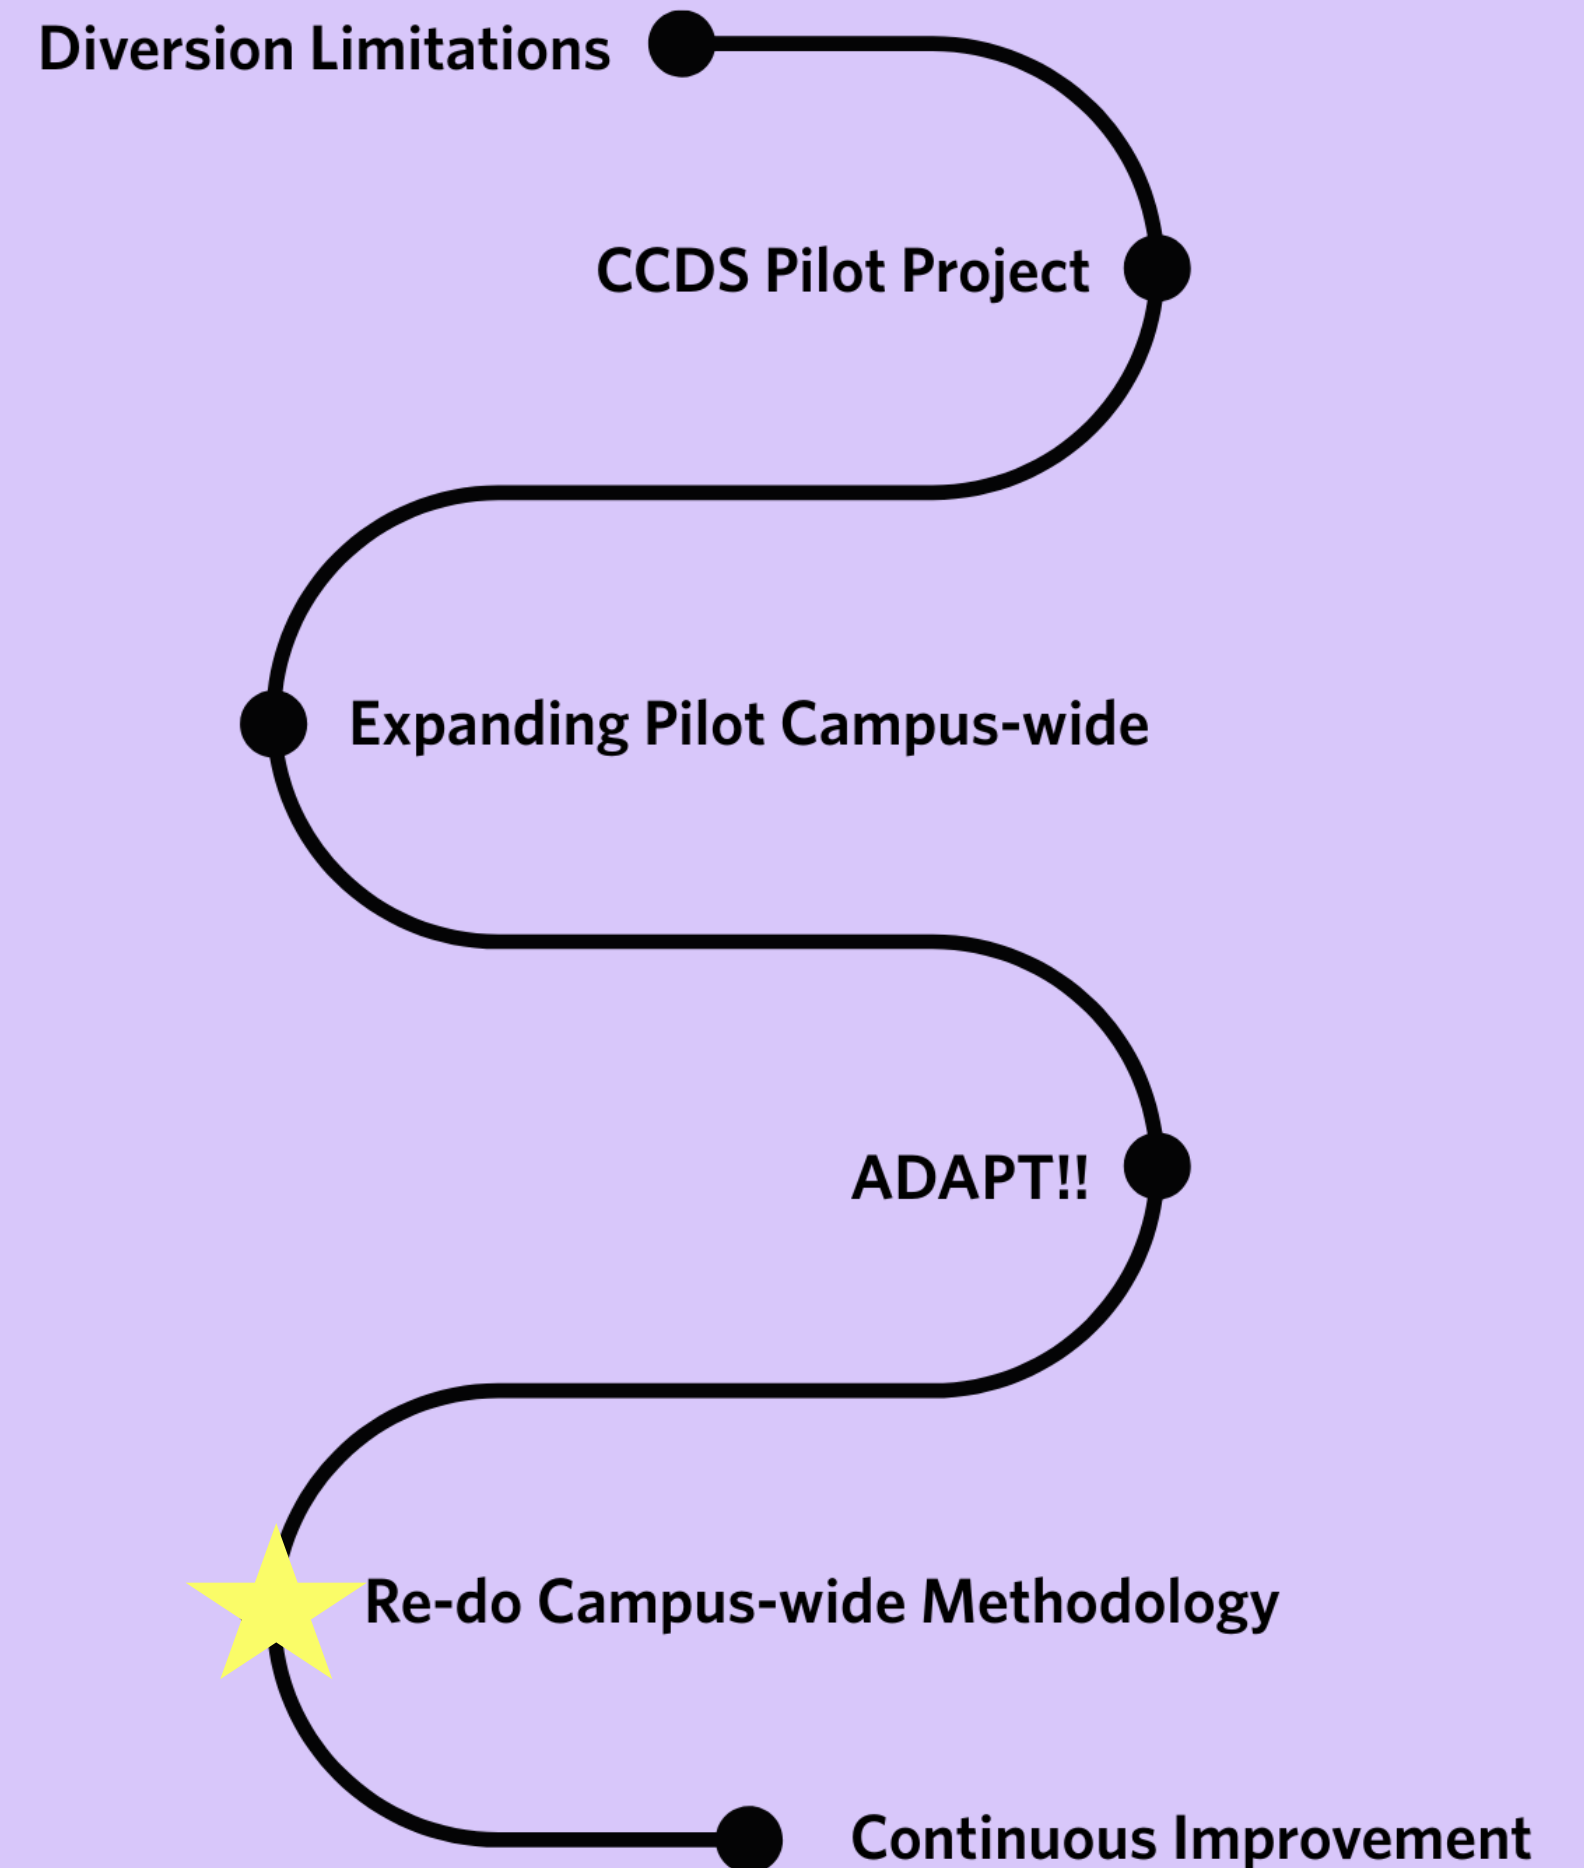 Diversion Limitations
CCDS Pilot Project
Expanding Pilot Campus-wide
ADAPT!!
Re-do Campus-wide Methodology
Continuous Improvement